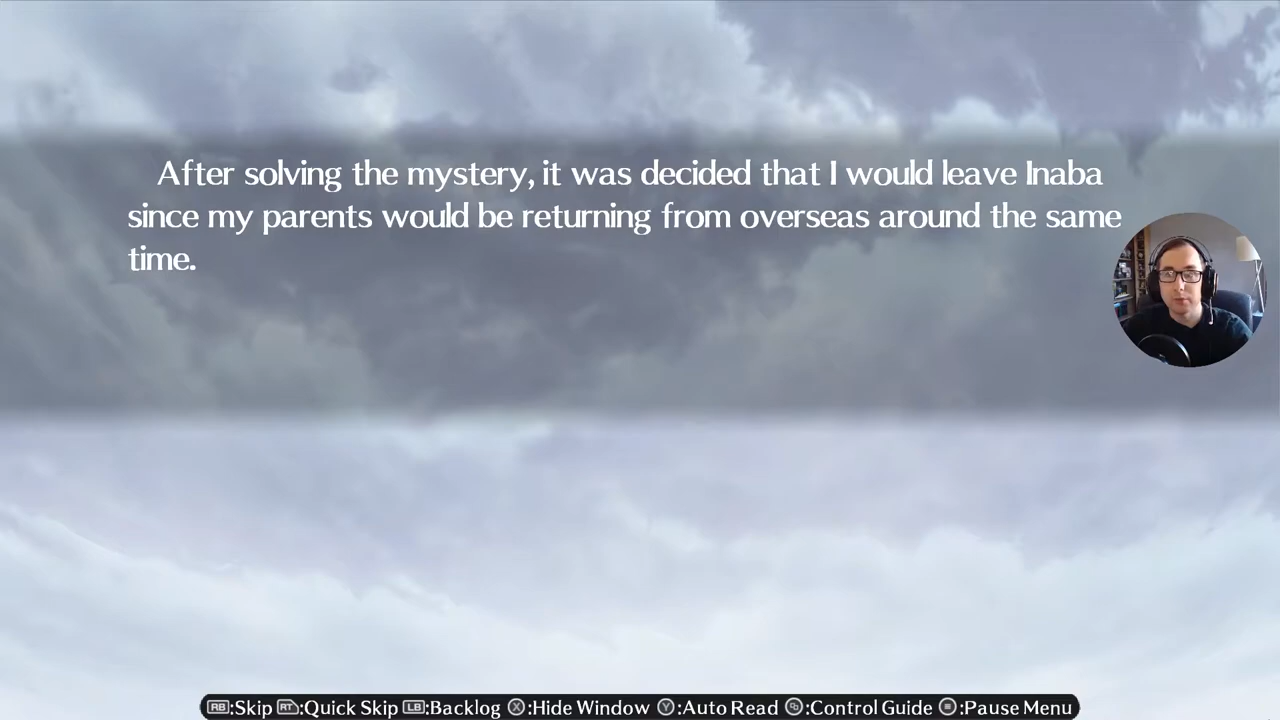 After solving the mystery, it was decided that I would leave Inaba
since my parents would be returning from overseas around the same
time.
RB:Skip RT:Quick Skip LB:Backlog X:Hide Window Y:Auto Read :Control Guide :Pause Menu